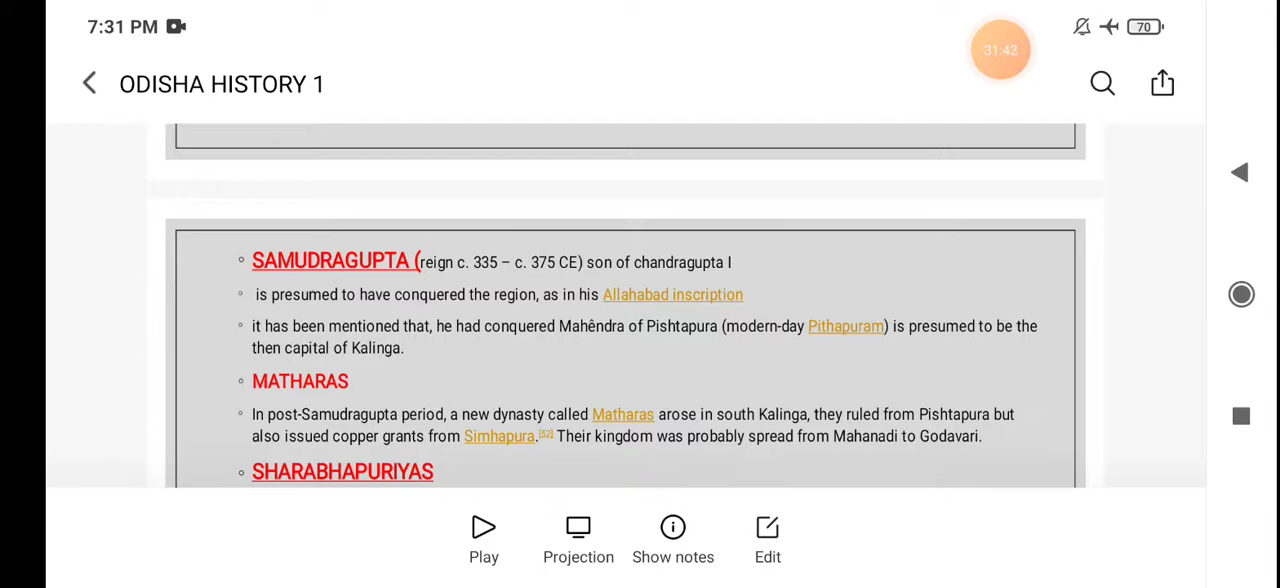 7:31 PM
31:42
70
ODISHA HISTORY 1
SAMUDRAGUPTA (reign c. 335 – c. 375 CE) son of chandragupta I
is presumed to have conquered the region, as in his Allahabad inscription
it has been mentioned that, he had conquered Mahêndra of Pishtapura (modern-day Pithapuram) is presumed to be the
then capital of Kalinga.
MATHARAS
In post-Samudragupta period, a new dynasty called Matharas arose in south Kalinga, they ruled from Pishtapura but
also issued copper grants from Simhapura.[52] Their kingdom was probably spread from Mahanadi to Godavari.
SHARABHAPURIYAS
Play
Projection
Show notes
Edit